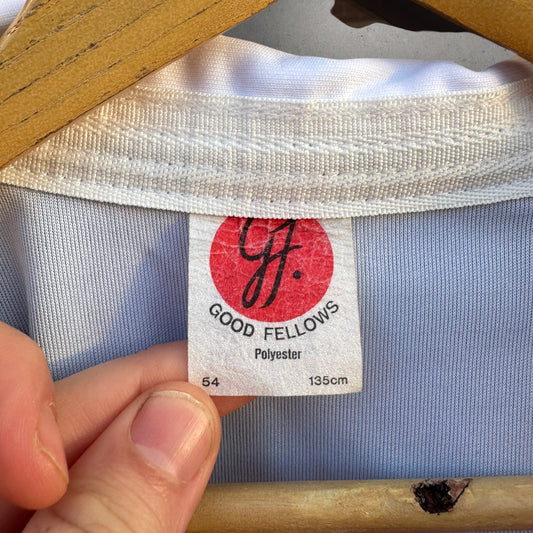 gf.
GOOD FELLOWS
Polyester
54 135cm